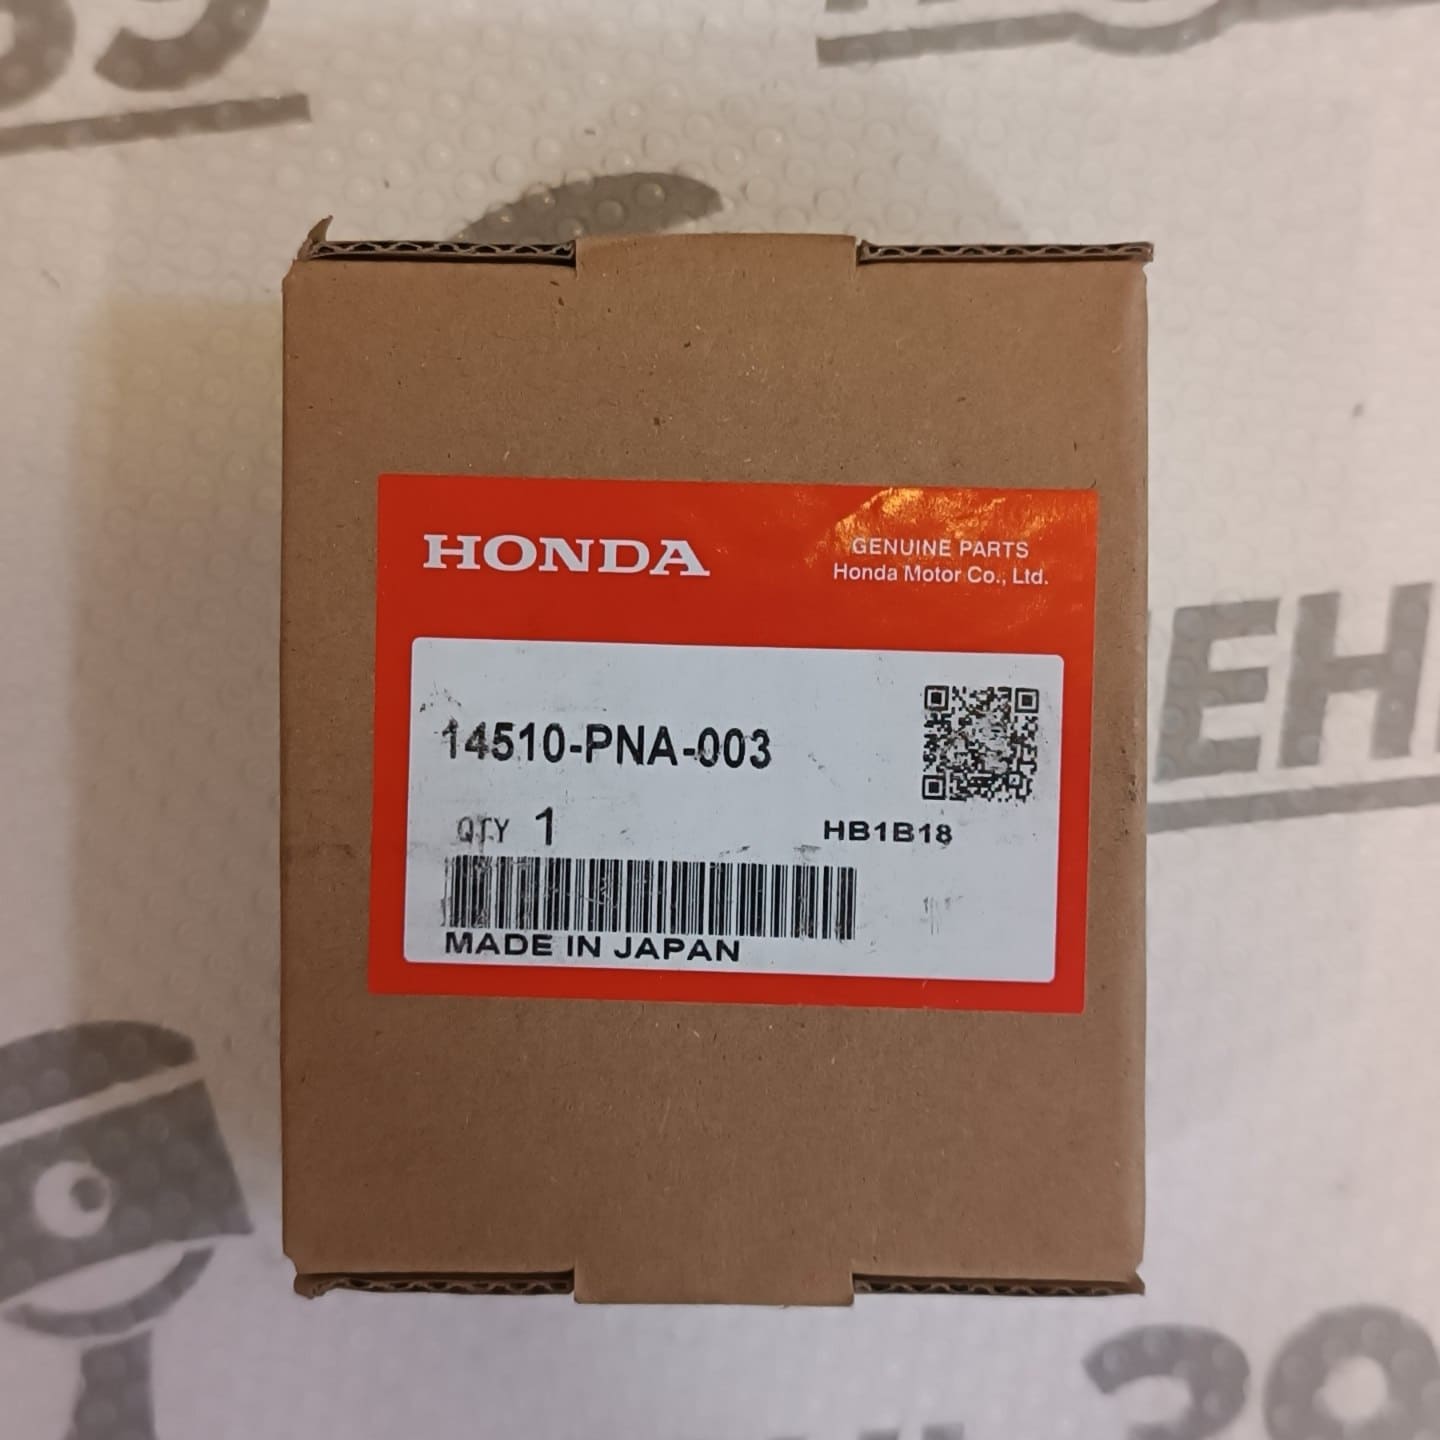 HONDA
GENUINE PARTS
Honda Motor Co., Ltd.
14510-PNA-003
QTY 1
HB1B18
MADE IN JAPAN